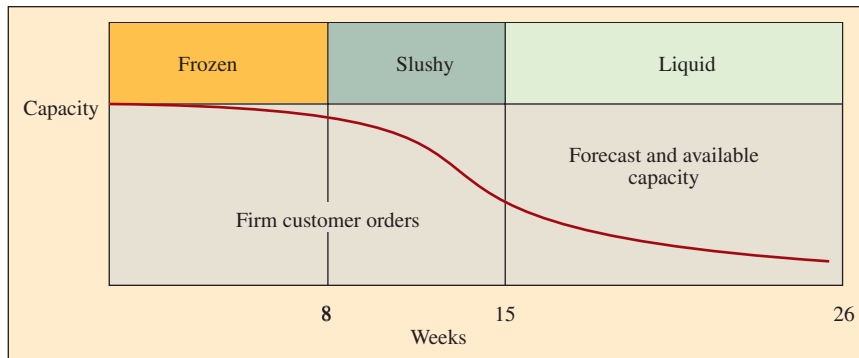 Frozen
Slushy
Liquid
Capacity
Forecast and available
capacity
Firm customer orders
8
15
26
Weeks